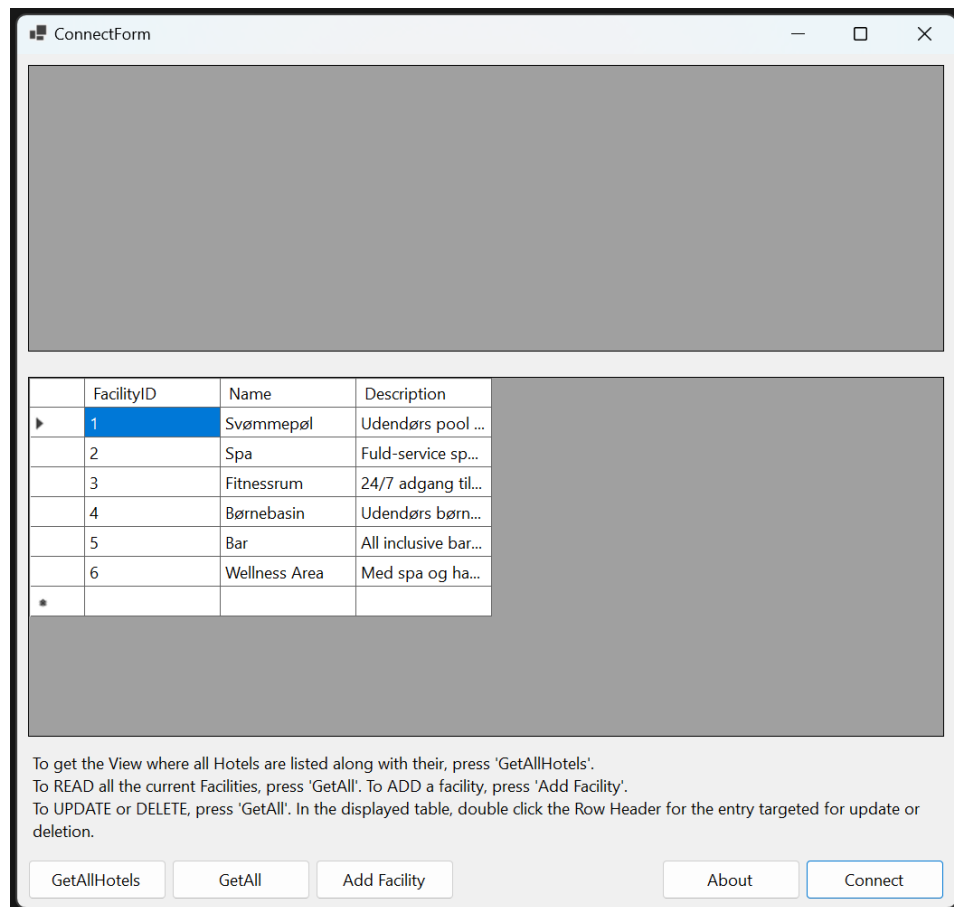 ConnectForm
FacilityID Name Description
1 Svømmepøl Udendørs pool ...
2 Spa Fuld-service sp...
3 Fitnessrum 24/7 adgang til...
4 Børnebasin Udendørs børn...
5 Bar All inclusive bar...
6 Wellness Area Med spa og ha...
To get the View where all Hotels are listed along with their, press 'GetAllHotels'.
To READ all the current Facilities, press 'GetAll'. To ADD a facility, press 'Add Facility'.
To UPDATE or DELETE, press 'GetAll'. In the displayed table, double click the Row Header for the entry targeted for update or
deletion.
GetAllHotels GetAll Add Facility About Connect